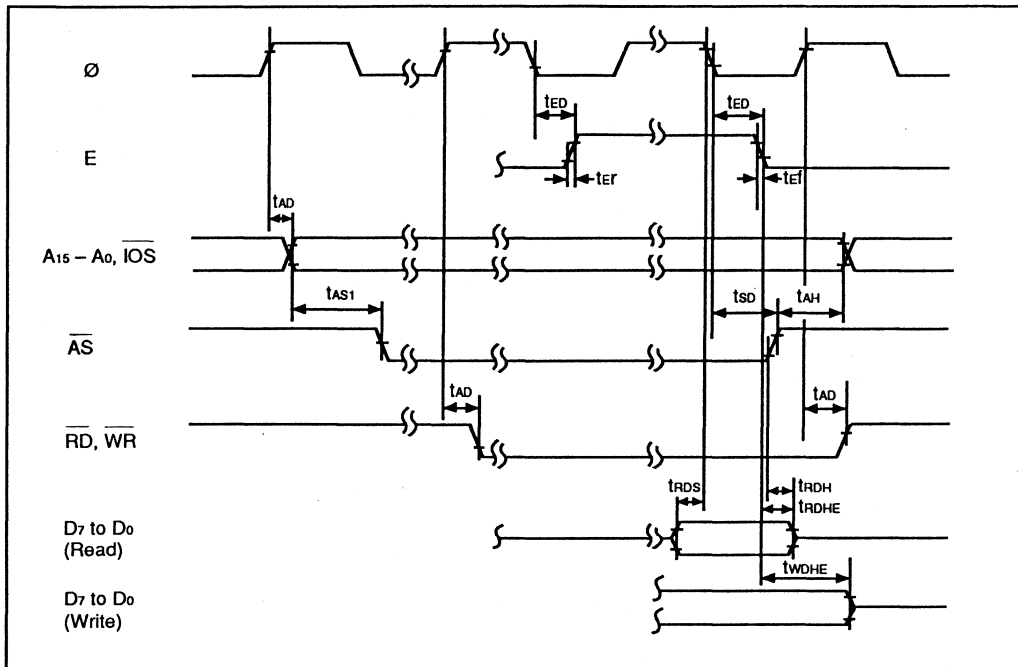 Ø
tED tED
E
tEr tEf
tAD
A15 – A0, IOS
tAS1 tSD tAH
AS
tAD tAD
RD, WR
tRDS tRDH
tRDHE
D7 to D0
(Read)
tWDHE
D7 to D0
(Write)